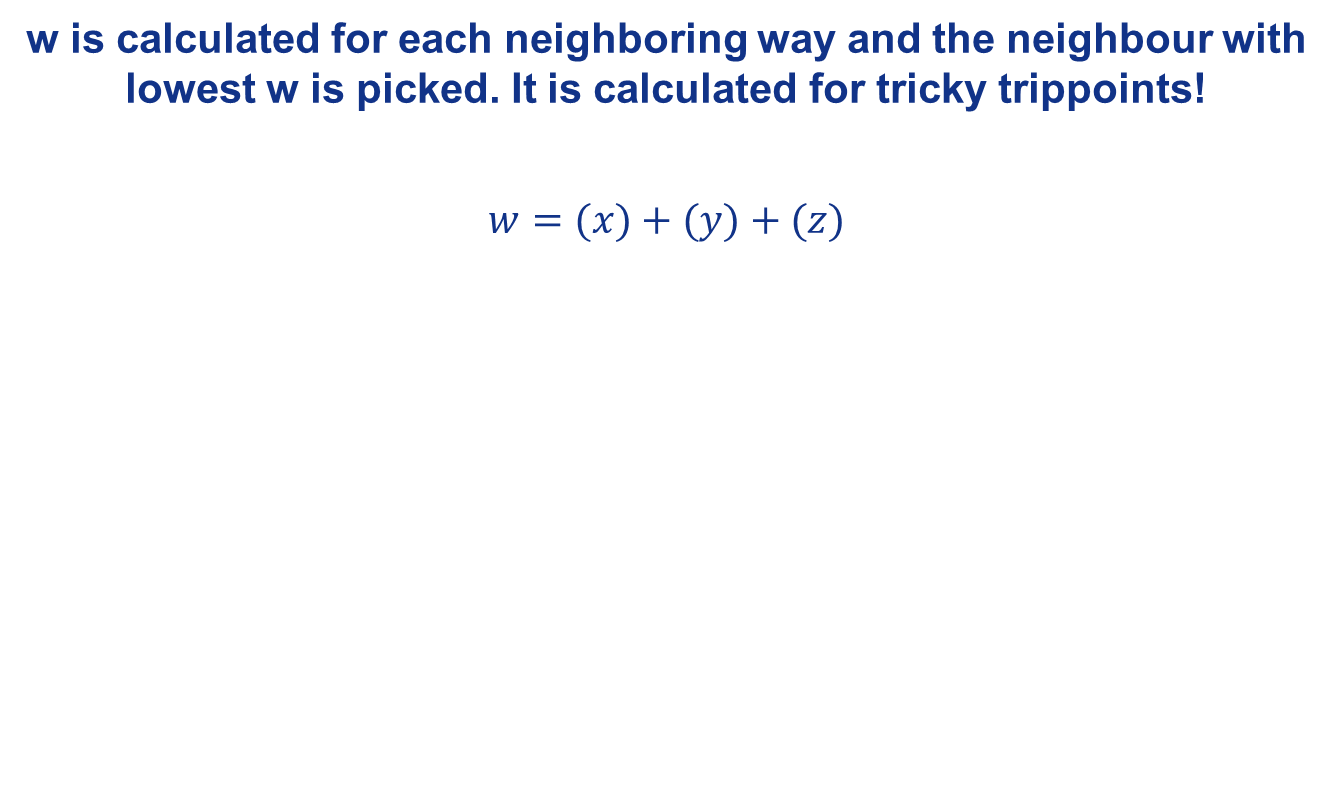 w is calculated for each neighboring way and the neighbour with
lowest w is picked. It is calculated for tricky trippoints!
w = (x) + (y) + (z)